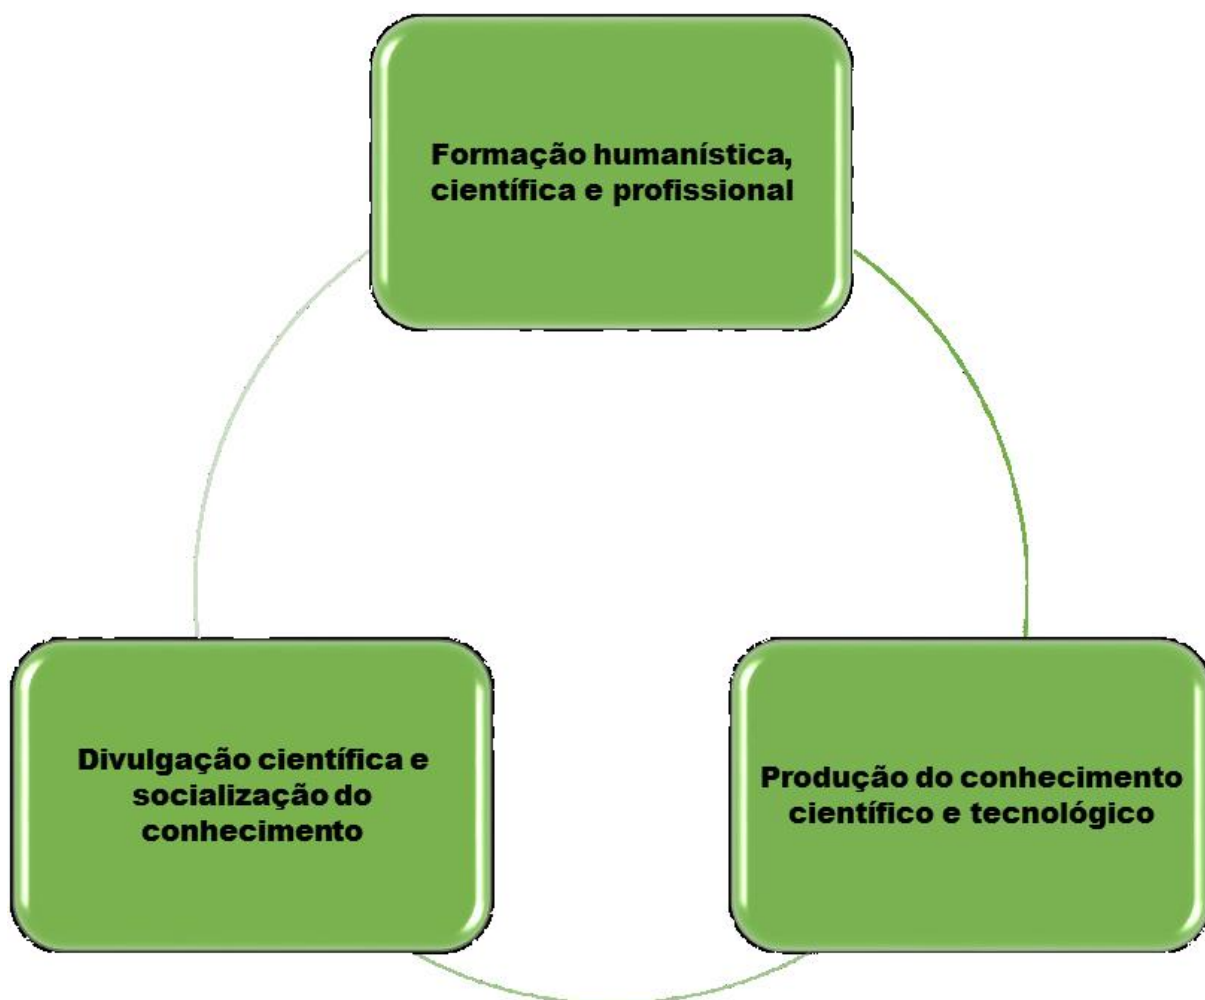 Formação humanística,
científica e profissional
Divulgação científica e
socialização do
conhecimento
Produção do conhecimento
científico e tecnológico